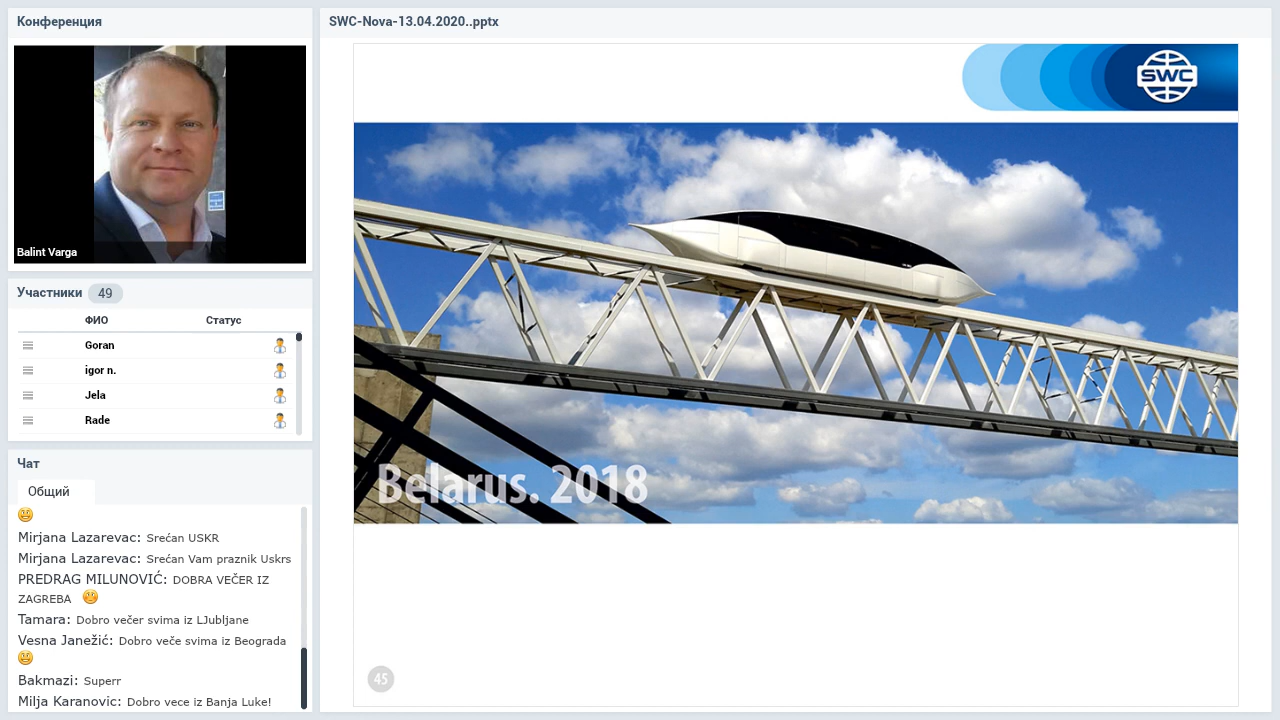 Конференция
Balint Varga
Участники 49
ФИО Статус
Goran
igor n.
Jela
Rade
Чат
Общий
Mirjana Lazarevac: Srećan USKR
Mirjana Lazarevac: Srećan Vam praznik Uskrs
PREDRAG MILUNOVIĆ: DOBRA VEČER IZ
ZAGREBA
Tamara: Dobro večer svima iz LJubljane
Vesna Janežić: Dobro veče svima iz Beograda
Bakmazi: Superr
Milja Karanovic: Dobro vece iz Banja Luke!
SWC-Nova-13.04.2020..pptx
SWC
Belarus. 2018
45